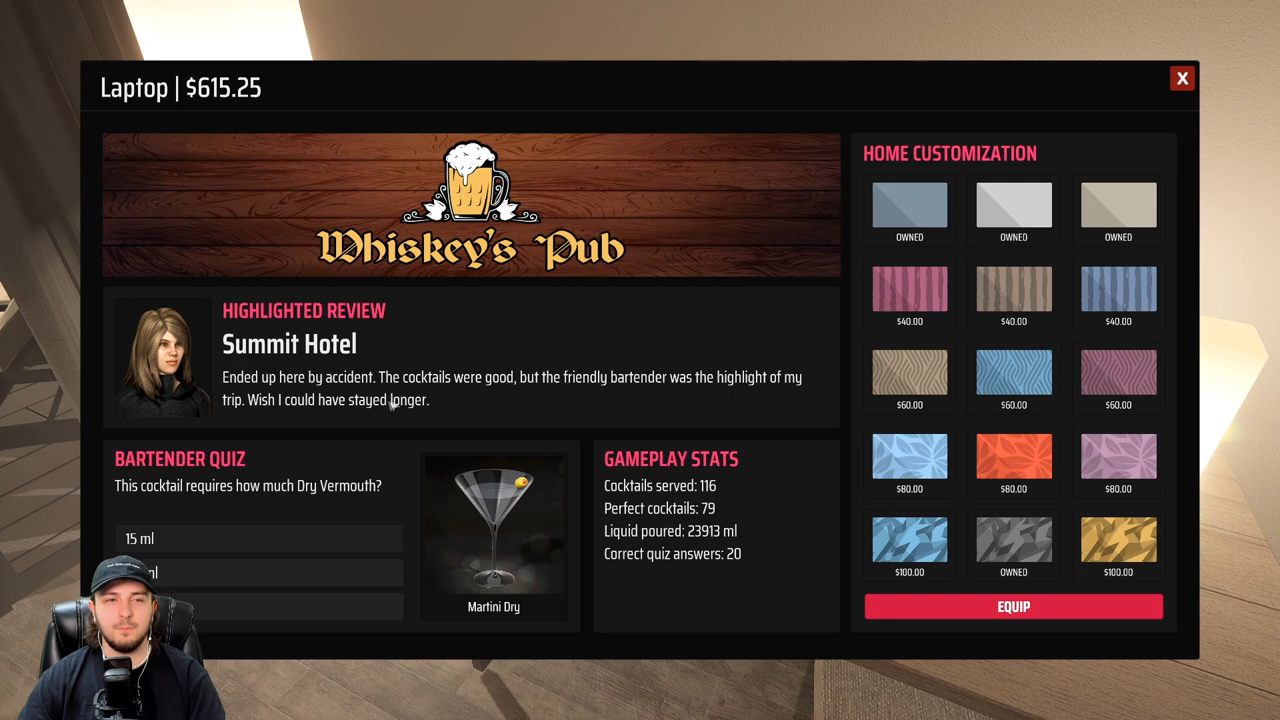 Laptop | $615.25
X
Whiskey's Pub
HIGHLIGHTED REVIEW
Summit Hotel
Ended up here by accident. The cocktails were good, but the friendly bartender was the highlight of my
trip. Wish I could have stayed longer.
BARTENDER QUIZ
This cocktail requires how much Dry Vermouth?
15 ml
ml
Martini Dry
GAMEPLAY STATS
Cocktails served: 116
Perfect cocktails: 79
Liquid poured: 23913 ml
Correct quiz answers: 20
HOME CUSTOMIZATION
OWNED OWNED OWNED
$40.00 $40.00 $40.00
$60.00 $60.00 $60.00
$80.00 $80.00 $80.00
$100.00 OWNED $100.00
EQUIP